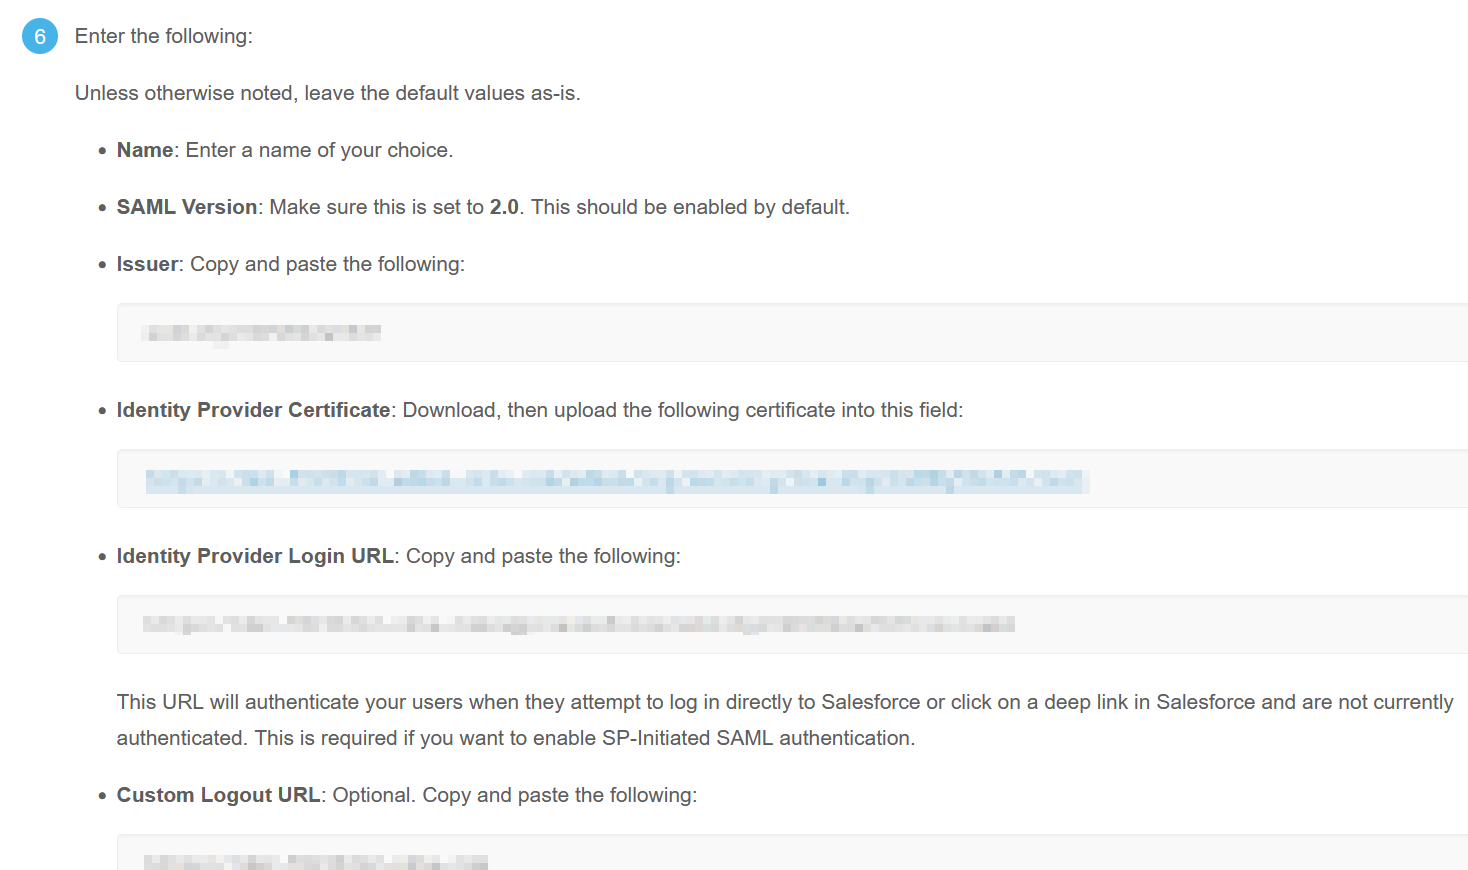 6 Enter the following:
Unless otherwise noted, leave the default values as-is.
• Name: Enter a name of your choice.
• SAML Version: Make sure this is set to 2.0. This should be enabled by default.
• Issuer: Copy and paste the following:
• Identity Provider Certificate: Download, then upload the following certificate into this field:
• Identity Provider Login URL: Copy and paste the following:
This URL will authenticate your users when they attempt to log in directly to Salesforce or click on a deep link in Salesforce and are not currently
authenticated. This is required if you want to enable SP-Initiated SAML authentication.
• Custom Logout URL: Optional. Copy and paste the following: